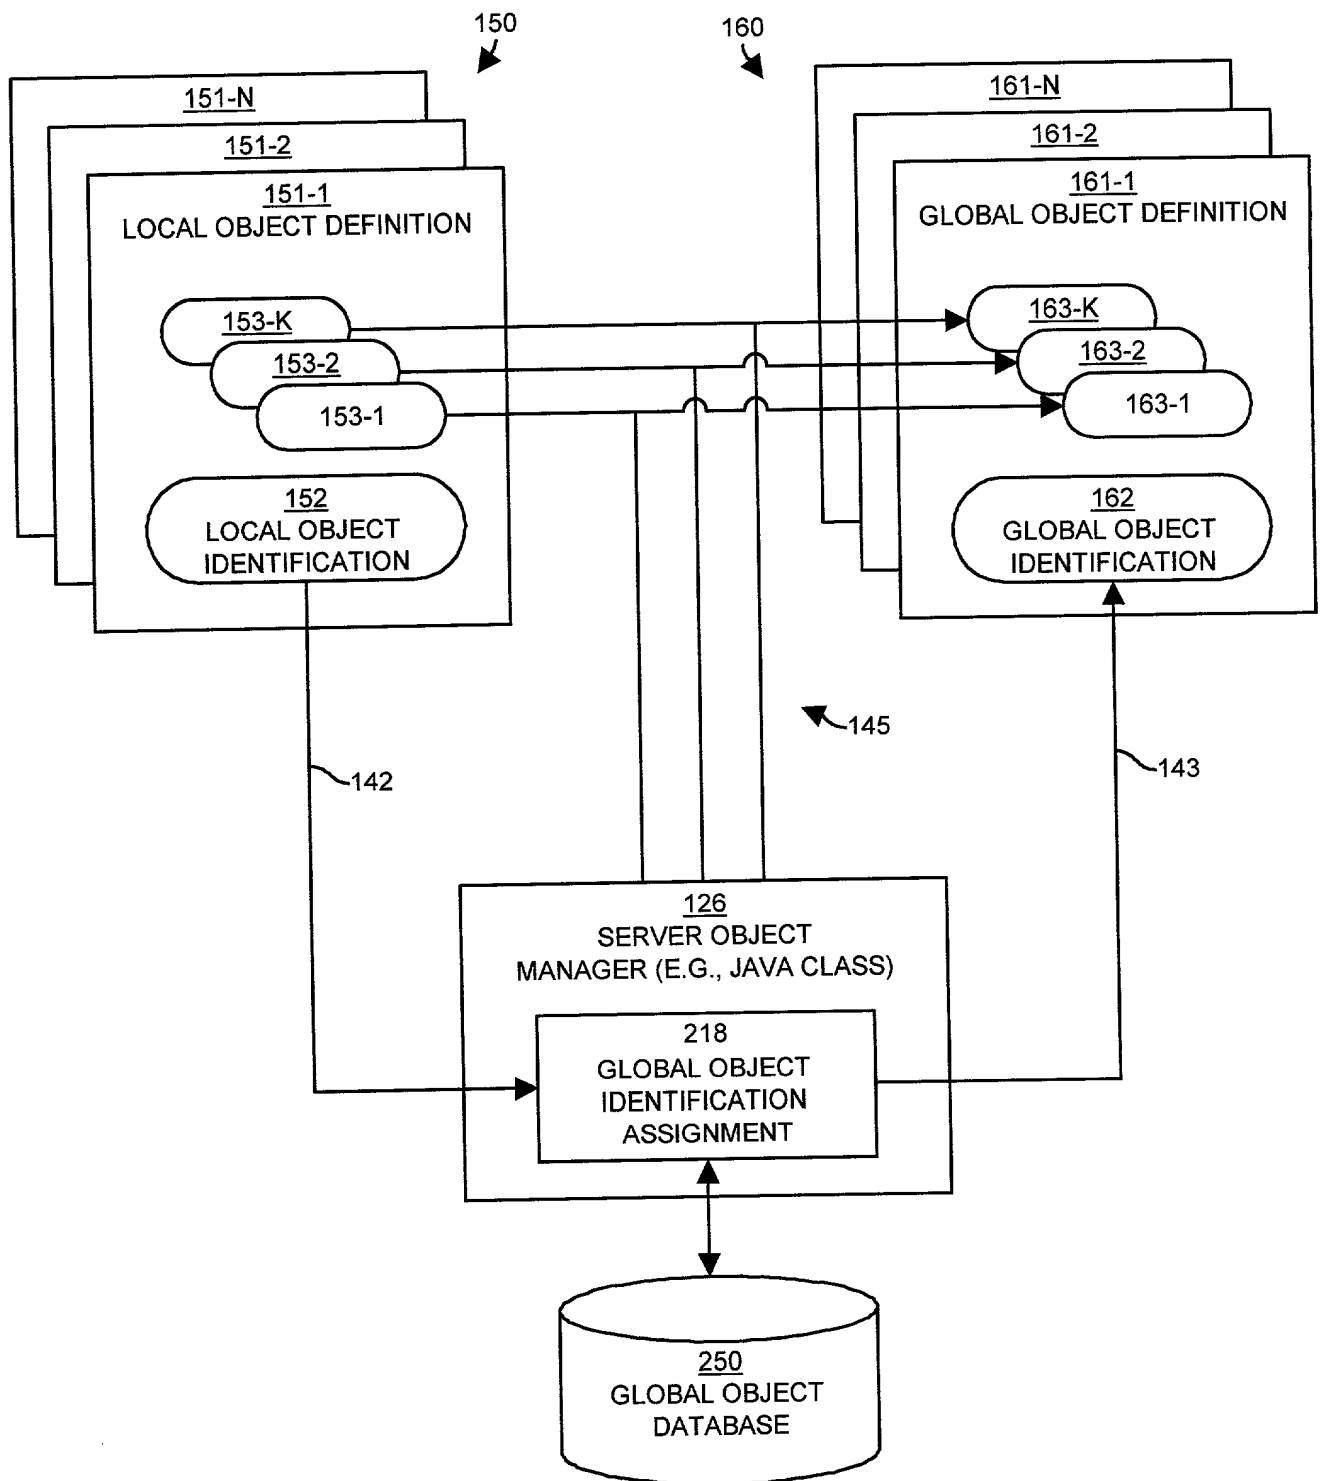 150
160
151-N
151-2
151-1
LOCAL OBJECT DEFINITION
153-K
153-2
153-1
152
LOCAL OBJECT
IDENTIFICATION
161-N
161-2
161-1
GLOBAL OBJECT DEFINITION
163-K
163-2
163-1
162
GLOBAL OBJECT
IDENTIFICATION
142
145
143
126
SERVER OBJECT
MANAGER (E.G., JAVA CLASS)
218
GLOBAL OBJECT
IDENTIFICATION
ASSIGNMENT
250
GLOBAL OBJECT
DATABASE